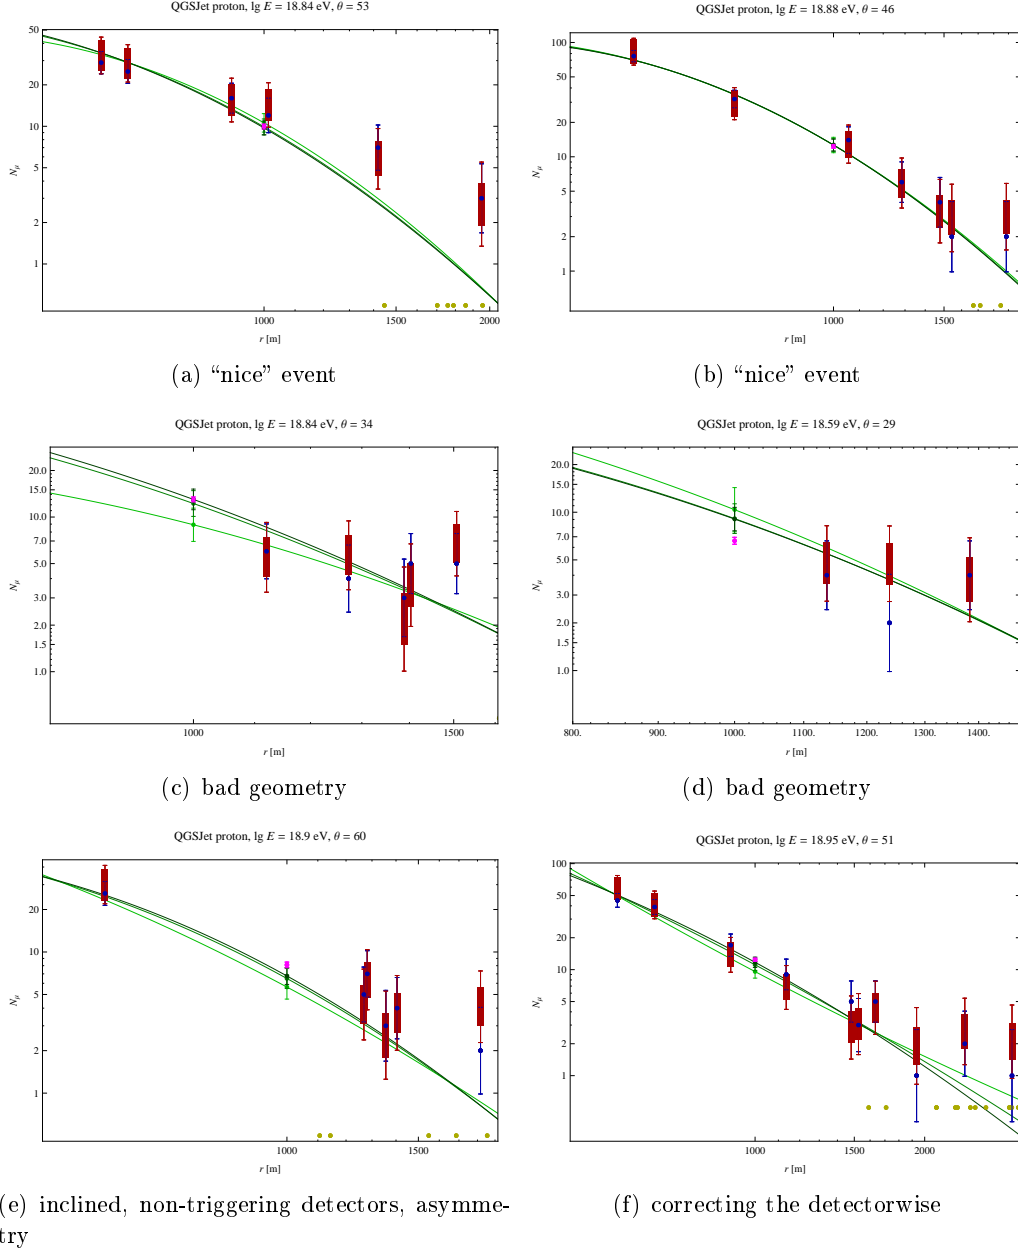 QGSJet proton, lg E = 18.84 eV, θ = 53
50
20
10
5
2
1
Nμ
1000
1500
2000
r [m]
(a) “nice” event
QGSJet proton, lg E = 18.88 eV, θ = 46
100
50
10
5
1
Nμ
1000
1500
r [m]
(b) “nice” event
QGSJet proton, lg E = 18.84 eV, θ = 34
20.0
15.0
10.0
7.0
5.0
3.0
2.0
1.5
1.0
Nμ
1000
1500
r [m]
(c) bad geometry
QGSJet proton, lg E = 18.59 eV, θ = 29
20.0
15.0
10.0
7.0
5.0
3.0
2.0
1.5
1.0
Nμ
800.
900.
1000.
1100.
1200.
1300.
1400.
r [m]
(d) bad geometry
QGSJet proton, lg E = 18.9 eV, θ = 60
20
10
5
2
1
Nμ
1000
1500
r [m]
(e) inclined, non-triggering detectors, asymme-
try
QGSJet proton, lg E = 18.95 eV, θ = 51
100
50
10
5
1
Nμ
1000
1500
2000
r [m]
(f) correcting the detectorwise